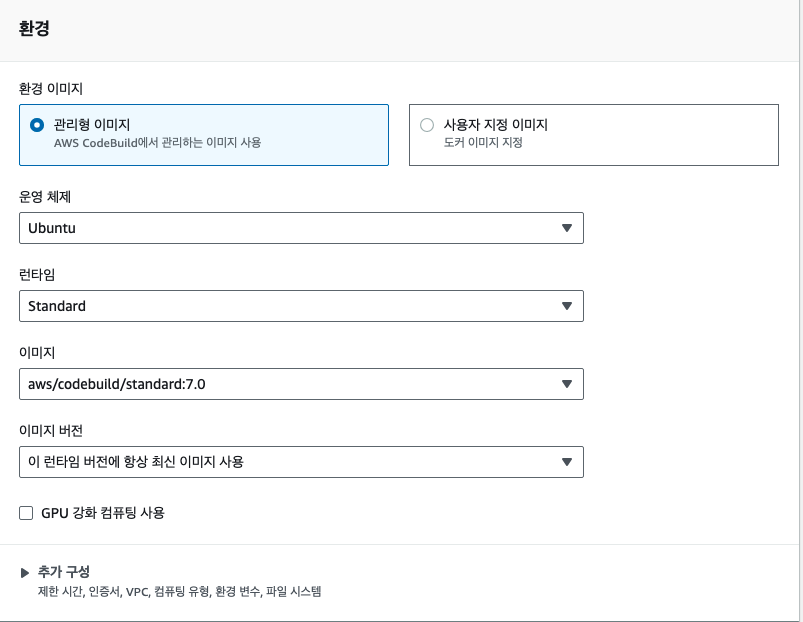 환경
환경 이미지
관리형 이미지
AWS CodeBuild에서 관리하는 이미지 사용
사용자 지정 이미지
도커 이미지 지정
운영 체제
Ubuntu
런타임
Standard
이미지
aws/codebuild/standard:7.0
이미지 버전
이 런타임 버전에 항상 최신 이미지 사용
GPU 강화 컴퓨팅 사용
추가 구성
제한 시간, 인증서, VPC, 컴퓨팅 유형, 환경 변수, 파일 시스템